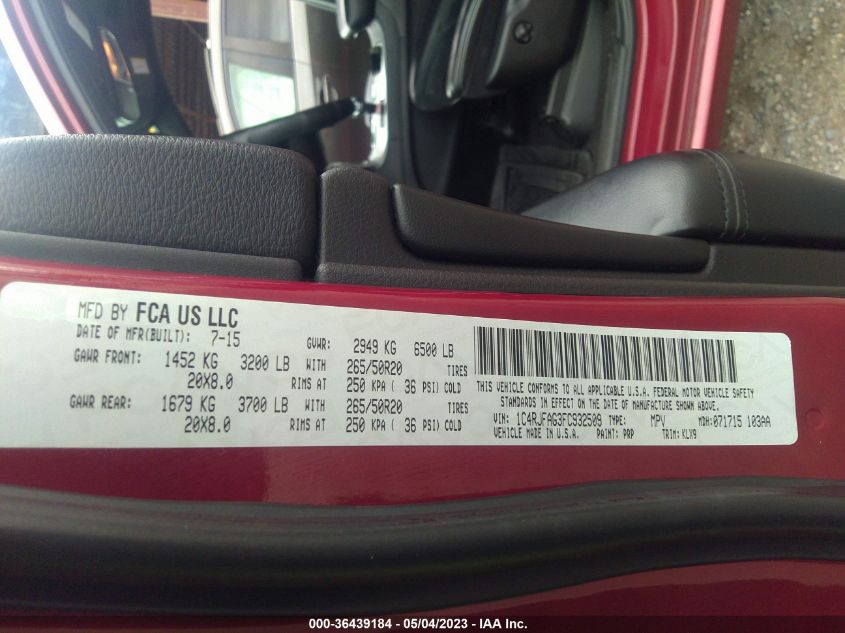 MFD BY FCA US LLC
DATE OF MFR(BUILT): 7-15 GVWR: 2949 KG 6500 LB
GAWR FRONT: 1452 KG 3200 LB WITH 265/50R20 TIRES
20X8.0 RIMS AT 250 KPA ( 36 PSI) COLD
GAWR REAR: 1679 KG 3700 LB WITH 265/50R20 TIRES
20X8.0 RIMS AT 250 KPA ( 36 PSI) COLD
THIS VEHICLE CONFORMS TO ALL APPLICABLE U.S.A. FEDERAL MOTOR VEHICLE SAFETY
STANDARDS IN EFFECT ON THE DATE OF MANUFACTURE SHOWN ABOVE.
VIN: 1C4RJFAG3FC932509 TYPE: MPV MDH:071715 103AA
VEHICLE MADE IN U.S.A. PAINT: PRP TRIM: KLX9
000-36439184 - 05/04/2023 - IAA Inc.